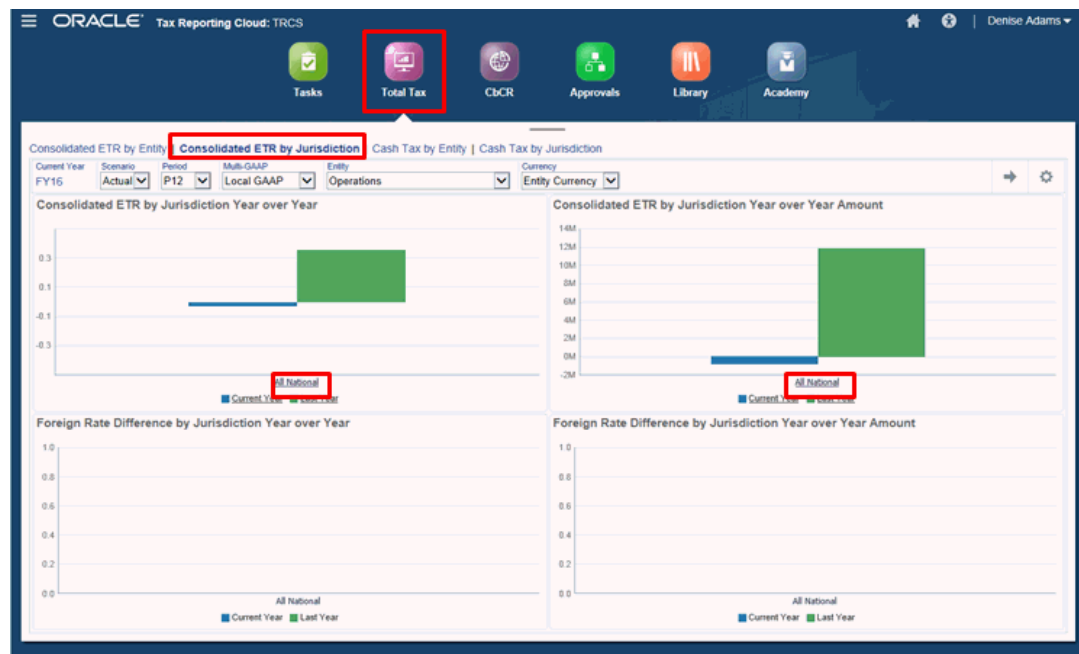 ORACLE® Tax Reporting Cloud: TRCS
Denise Adams
Tasks Total Tax CbCR Approvals Library Academy
Consolidated ETR by Entity | Consolidated ETR by Jurisdiction Cash Tax by Entity | Cash Tax by Jurisdiction
Current Year Scenario Period Multi-GAAP Entity Currency
FY16 Actual P12 Local GAAP Operations Entity Currency
Consolidated ETR by Jurisdiction Year over Year
0.3
0.1
-0.1
-0.3
All National
Current Year Last Year
Consolidated ETR by Jurisdiction Year over Year Amount
14M
12M
10M
8M
6M
4M
2M
0M
-2M
All National
Current Year Last Year
Foreign Rate Difference by Jurisdiction Year over Year
1.0
0.8
0.6
0.4
0.2
0.0
All National
Current Year Last Year
Foreign Rate Difference by Jurisdiction Year over Year Amount
1.0
0.8
0.6
0.4
0.2
0.0
All National
Current Year Last Year